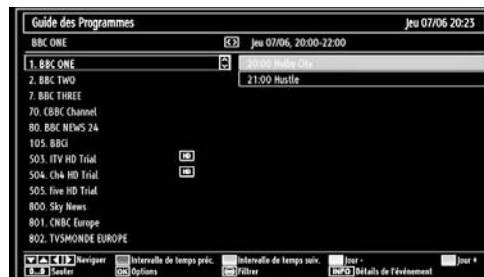 Guide des Programmes Jeu 07/06 20:23
BBC ONE Jeu 07/06, 20:00-22:00
1. BBC ONE 20:00 Holby City
2. BBC TWO 21:00 Hustle
7. BBC THREE
70. CBBC Channel
80. BBC NEWS 24
105. BBCi
503. ITV HD Trial HD
504. Ch4 HD Trial HD
505. five HD Trial
800. Sky News
801. CNBC Europe
802. TV5MONDE EUROPE
Naviguer Intervalle de temps préc. Intervalle de temps suiv. Jour - Jour +
0...9 Sauter OK Options Filtrer INFO Détails de l'événement